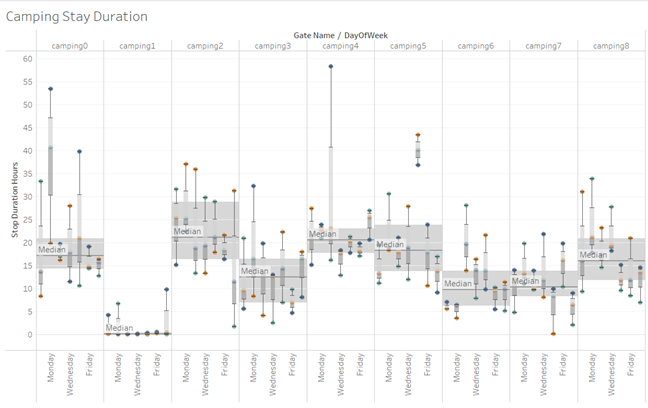 Camping Stay Duration
Gate Name / DayOfWeek
camping0 camping1 camping2 camping3 camping4 camping5 camping6 camping7 camping8
Stop Duration Hours
60
55
50
45
40
35
30
25
20
15
10
5
0
Median Median Median Median Median Median Median Median Median
Monday Wednesday Friday Monday Wednesday Friday Monday Wednesday Friday Monday Wednesday Friday Monday Wednesday Friday Monday Wednesday Friday Monday Wednesday Friday Monday Wednesday Friday Monday Wednesday Friday